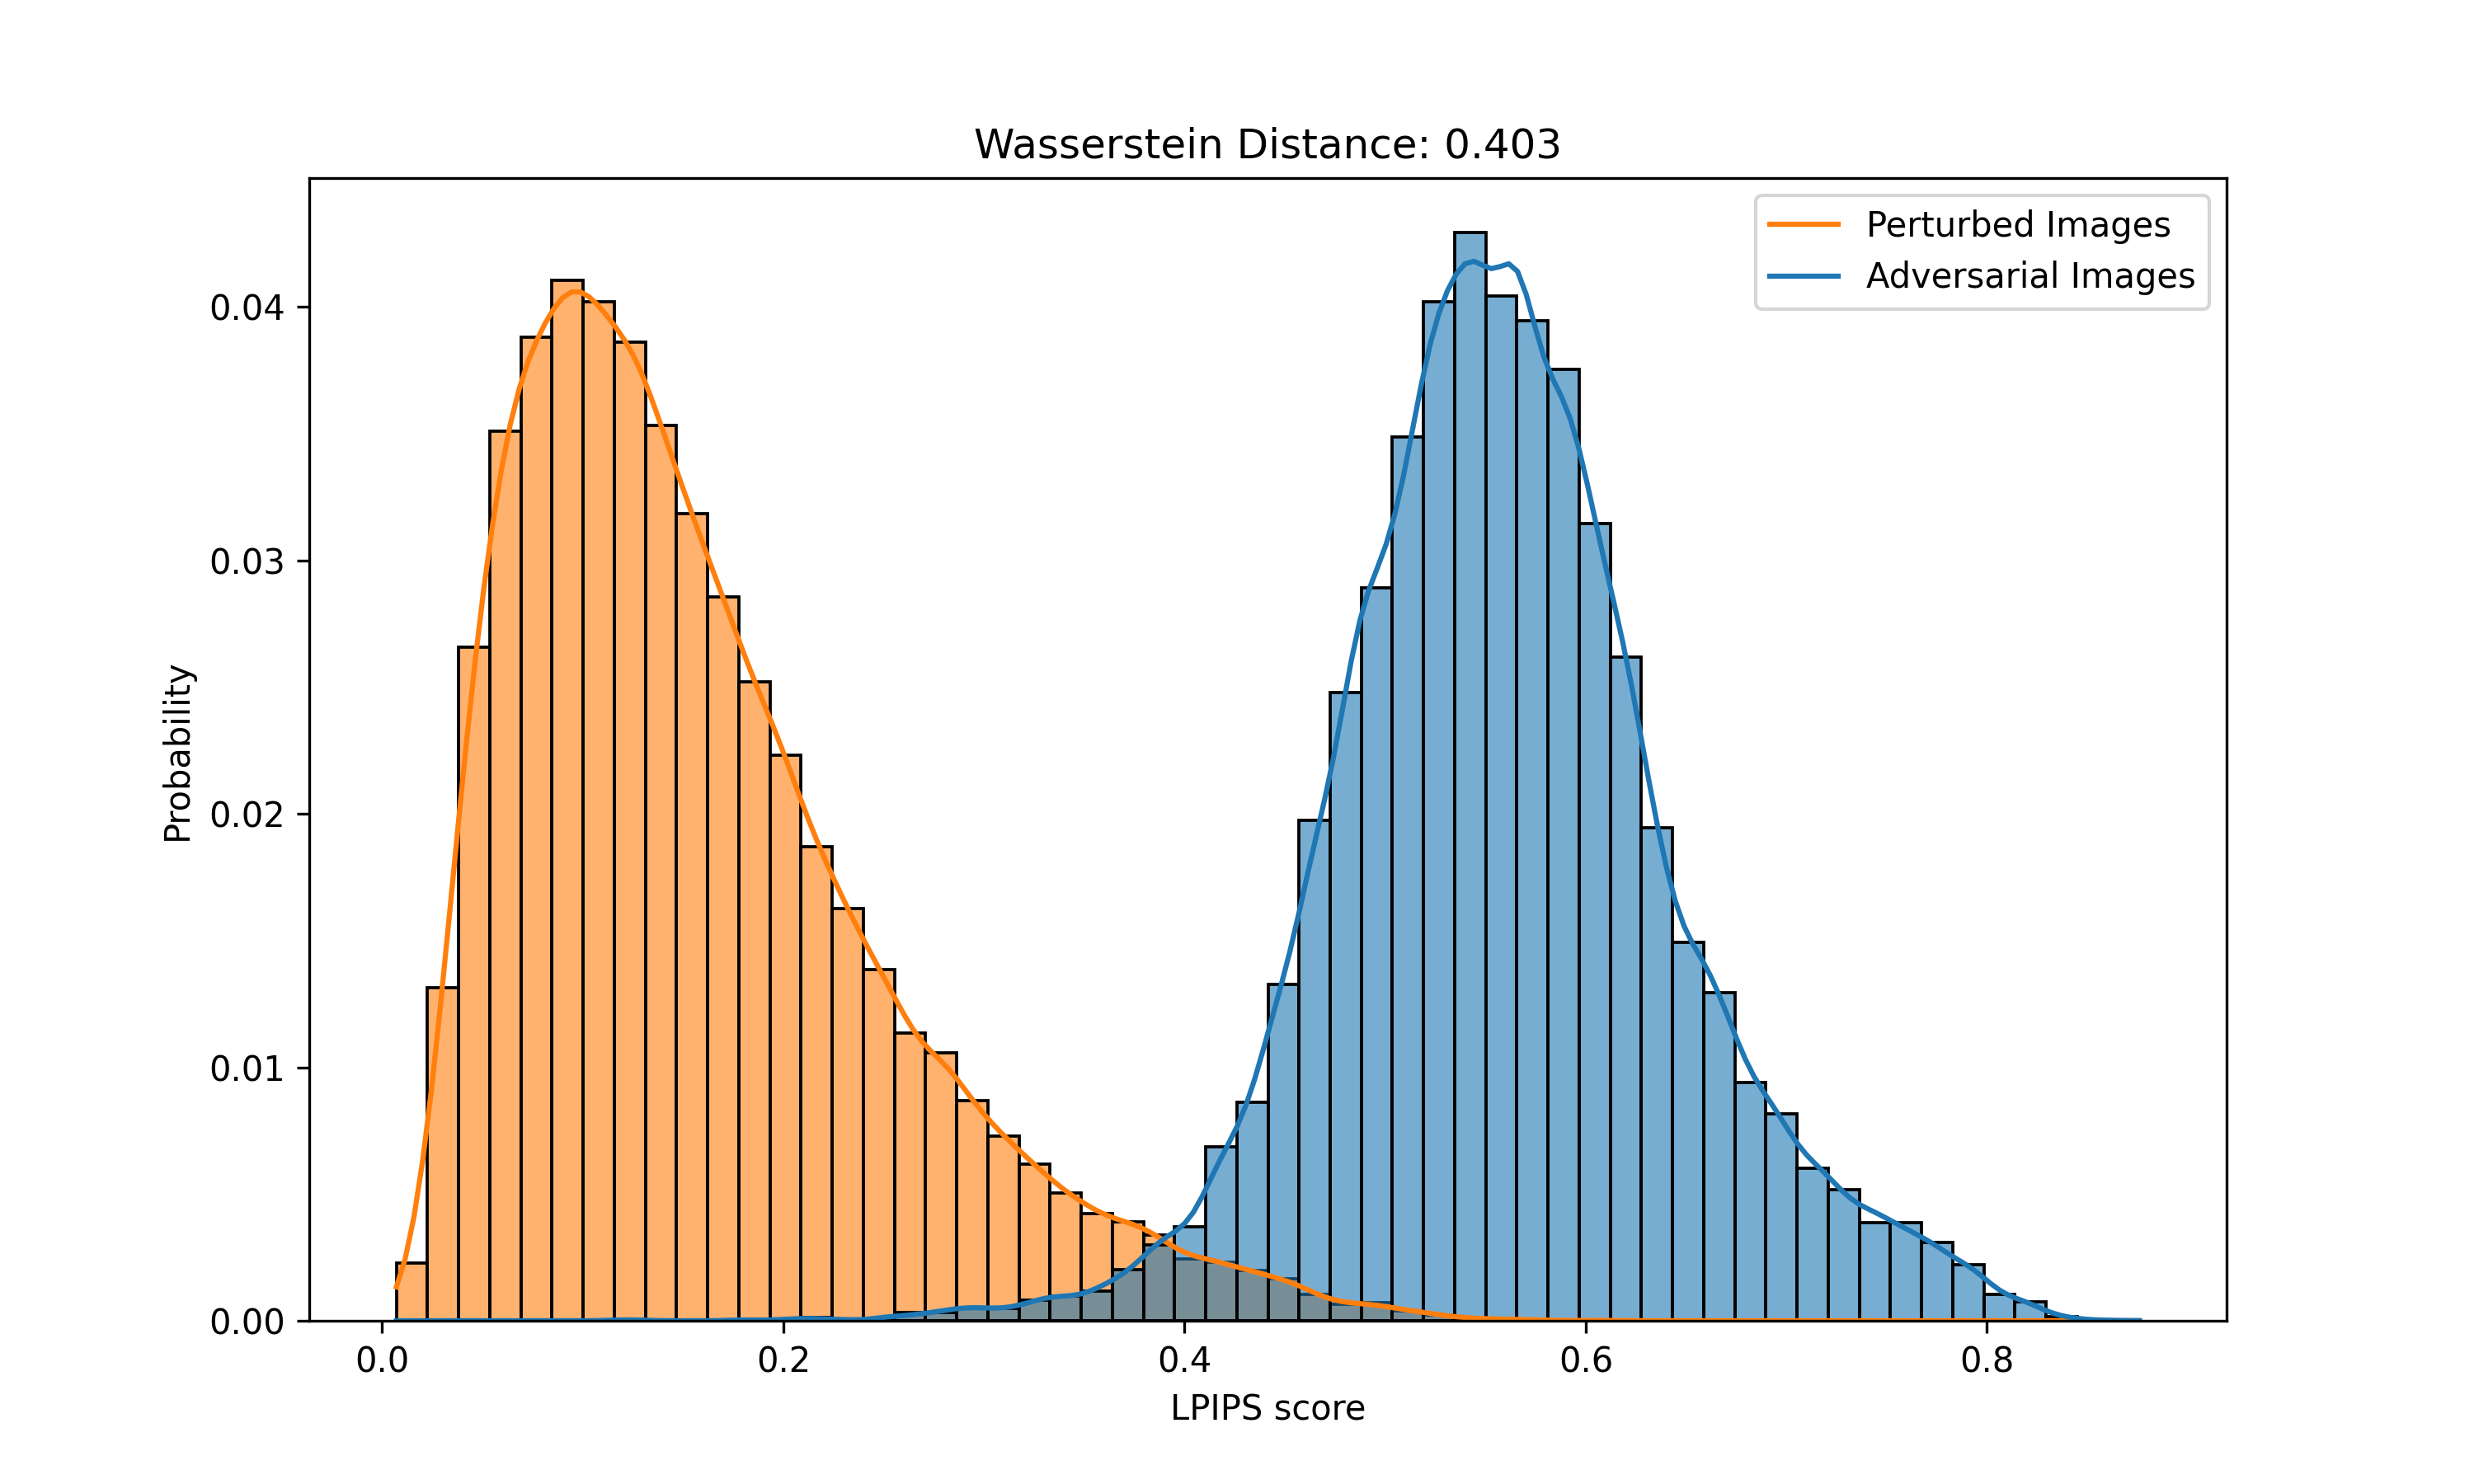 Wasserstein Distance: 0.403
Perturbed Images
Adversarial Images
Probability
0.04
0.03
0.02
0.01
0.00
0.0 0.2 0.4 0.6 0.8
LPIPS score